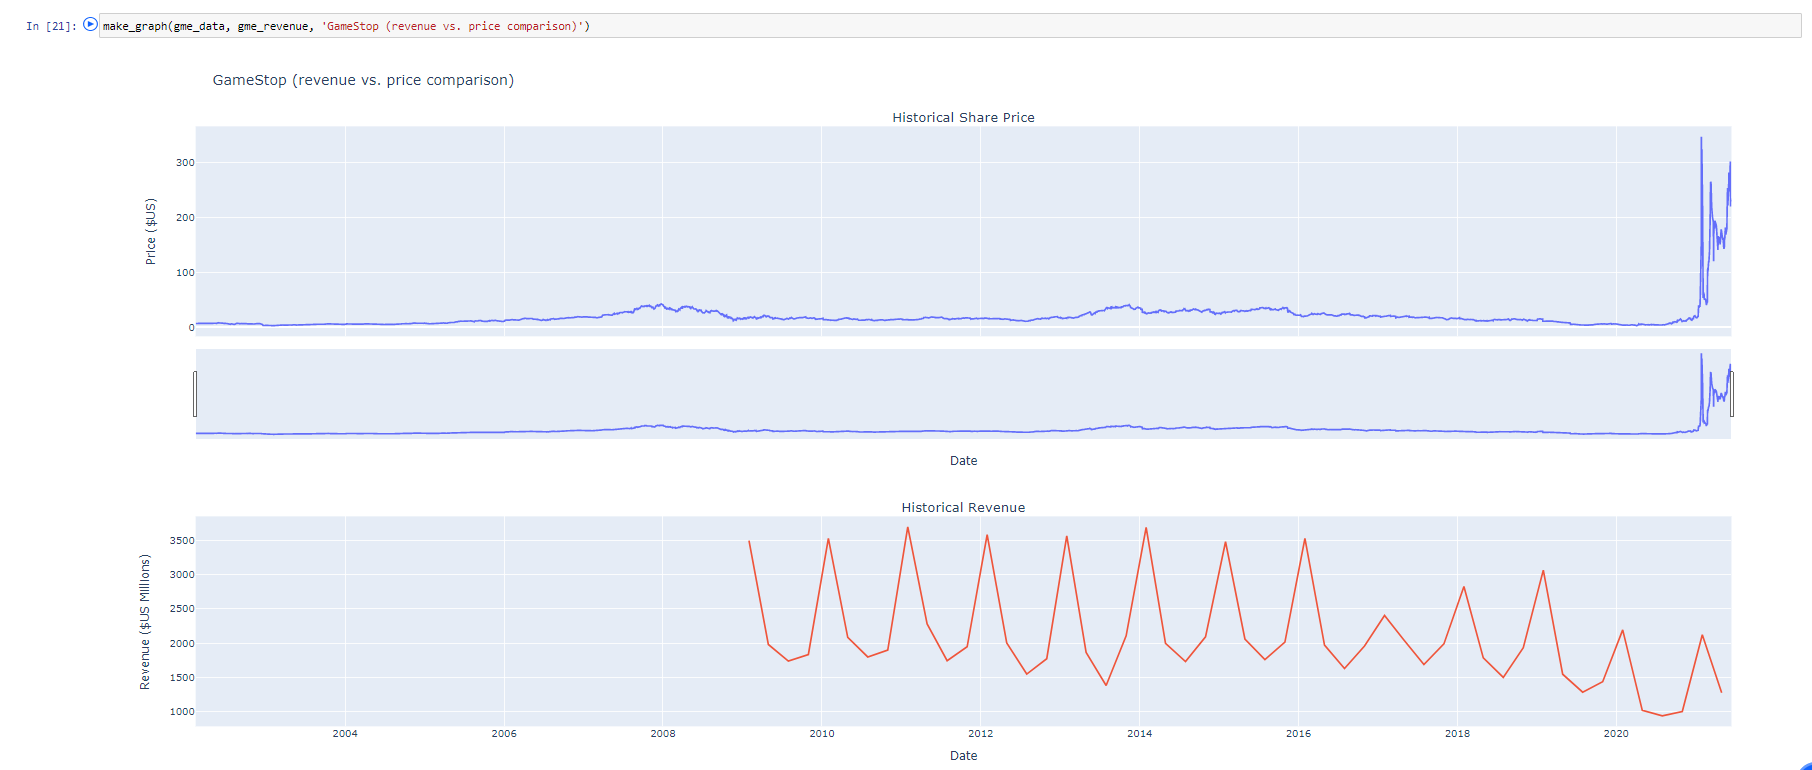 In [21]: make_graph(gme_data, gme_revenue, 'GameStop (revenue vs. price comparison)')
GameStop (revenue vs. price comparison)
Historical Share Price
300
200
100
0
Price ($US)
Date
Historical Revenue
3500
3000
2500
2000
1500
1000
Revenue ($US Millions)
2004 2006 2008 2010 2012 2014 2016 2018 2020
Date